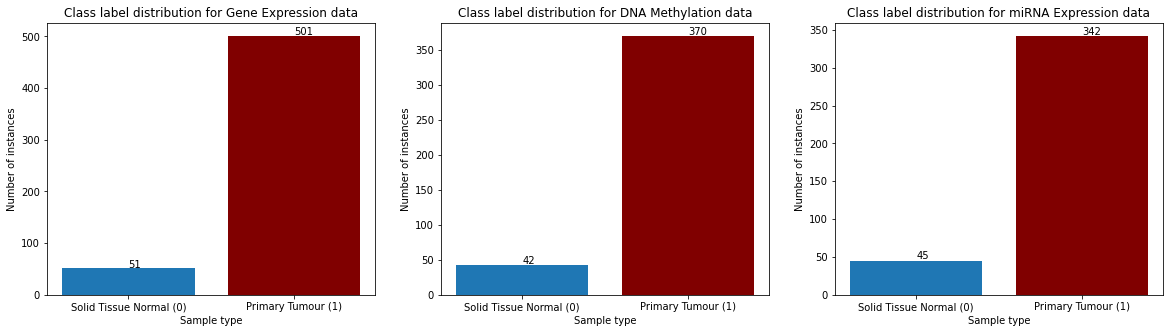 Class label distribution for Gene Expression data
500
400
300
200
100
0
Number of instances
51
501
Solid Tissue Normal (0)
Primary Tumour (1)
Sample type
Class label distribution for DNA Methylation data
350
300
250
200
150
100
50
0
Number of instances
42
370
Solid Tissue Normal (0)
Primary Tumour (1)
Sample type
Class label distribution for miRNA Expression data
350
300
250
200
150
100
50
0
Number of instances
45
342
Solid Tissue Normal (0)
Primary Tumour (1)
Sample type